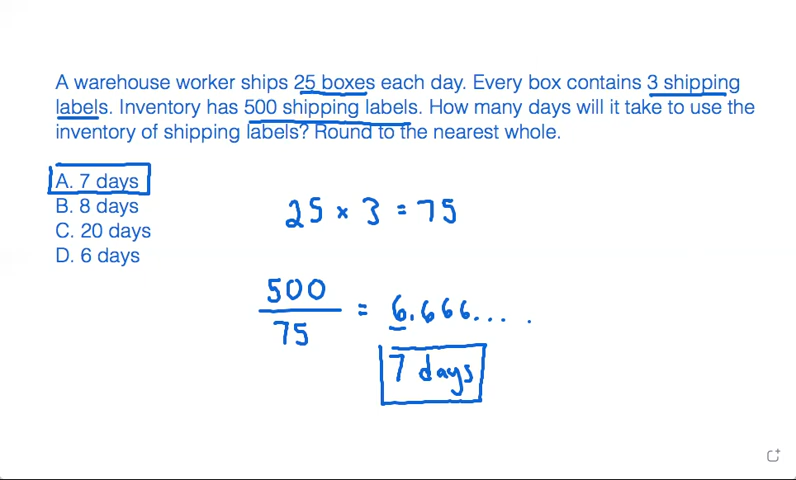 A warehouse worker ships 25 boxes each day. Every box contains 3 shipping
labels. Inventory has 500 shipping labels. How many days will it take to use the
inventory of shipping labels? Round to the nearest whole.
A. 7 days
B. 8 days
C. 20 days
D. 6 days
25 × 3 = 75
500
75
= 6.666....
7 days